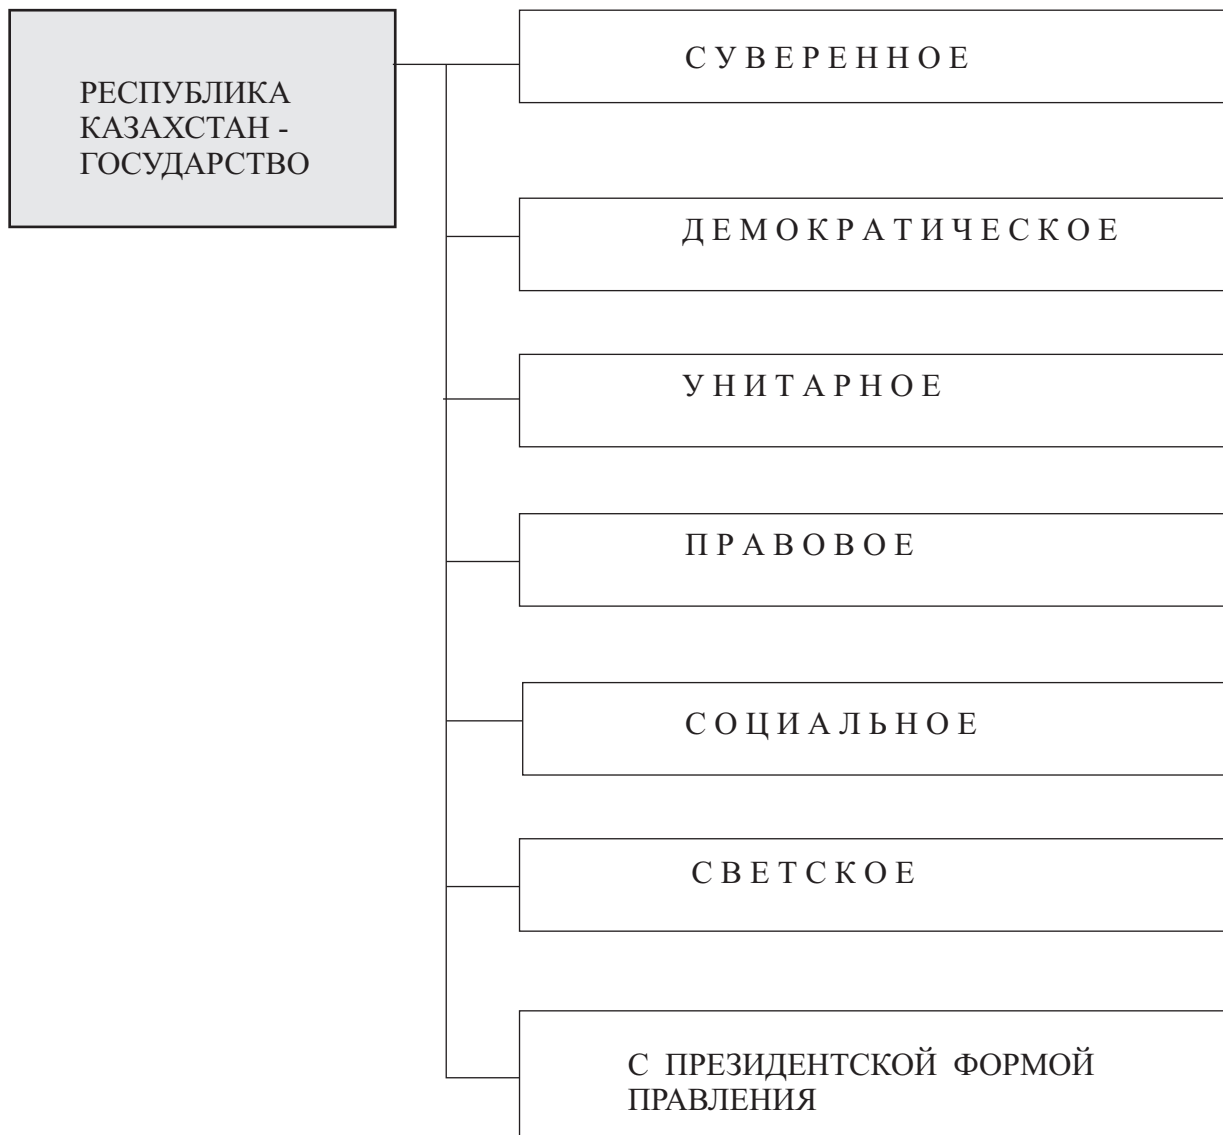 РЕСПУБЛИКА
КАЗАХСТАН -
ГОСУДАРСТВО
С У В Е Р Е Н Н О Е
Д Е М О К Р А Т И Ч Е С К О Е
У Н И Т А Р Н О Е
П Р А В О В О Е
С О Ц И А Л Ь Н О Е
С В Е Т С К О Е
С ПРЕЗИДЕНТСКОЙ ФОРМОЙ
ПРАВЛЕНИЯ